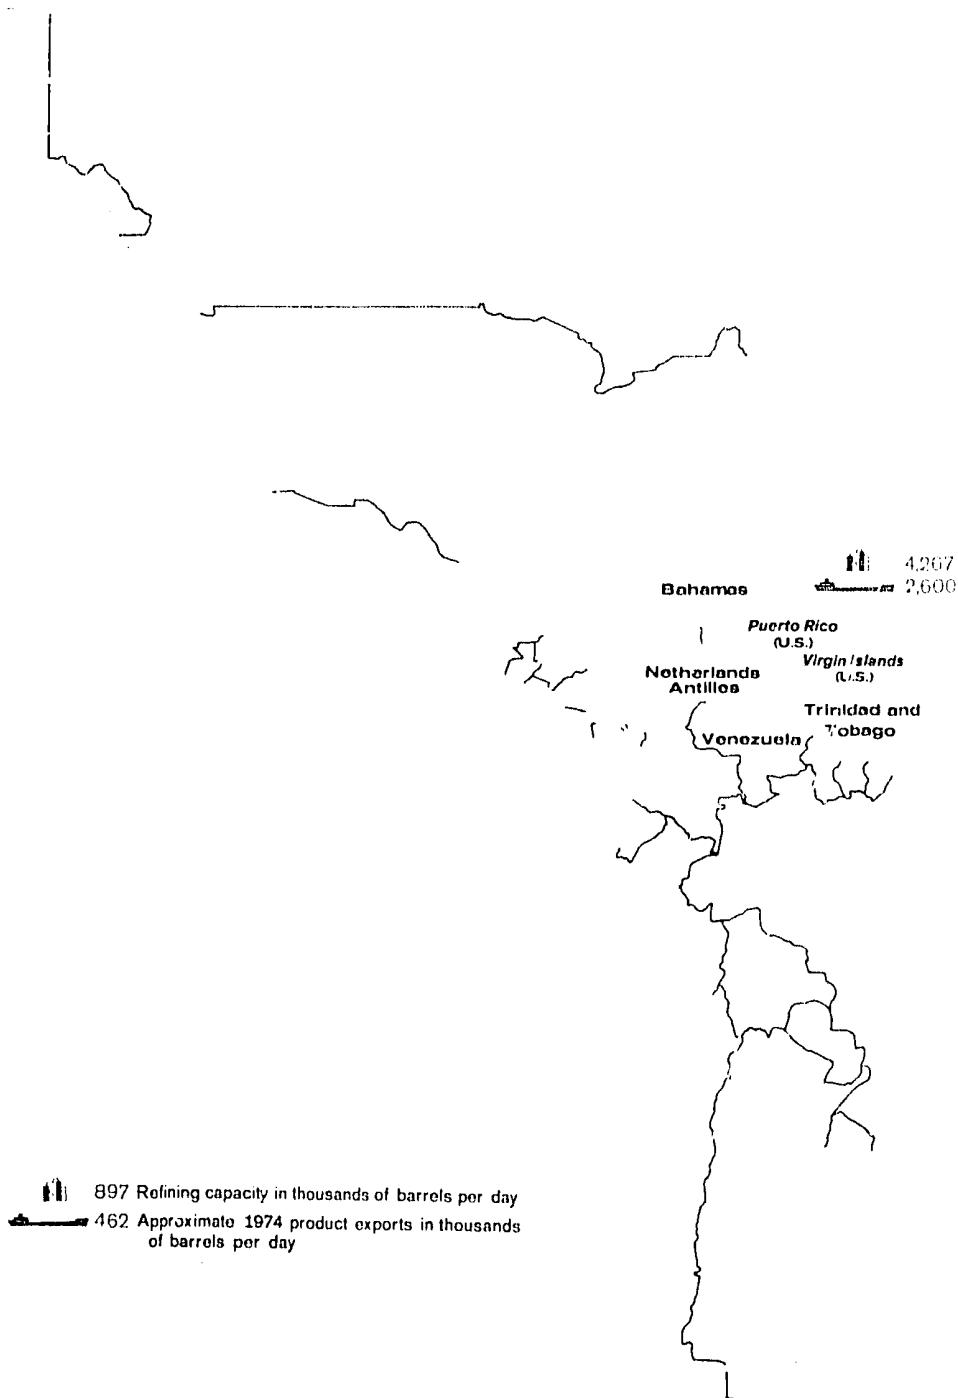 4,267
2,600
Bahamas
Puerto Rico
(U.S.)
Virgin Islands
(U.S.)
Netherlands
Antilles
Trinidad and
Tobago
Venezuela
897 Refining capacity in thousands of barrels per day
462 Approximate 1974 product exports in thousands
of barrels per day